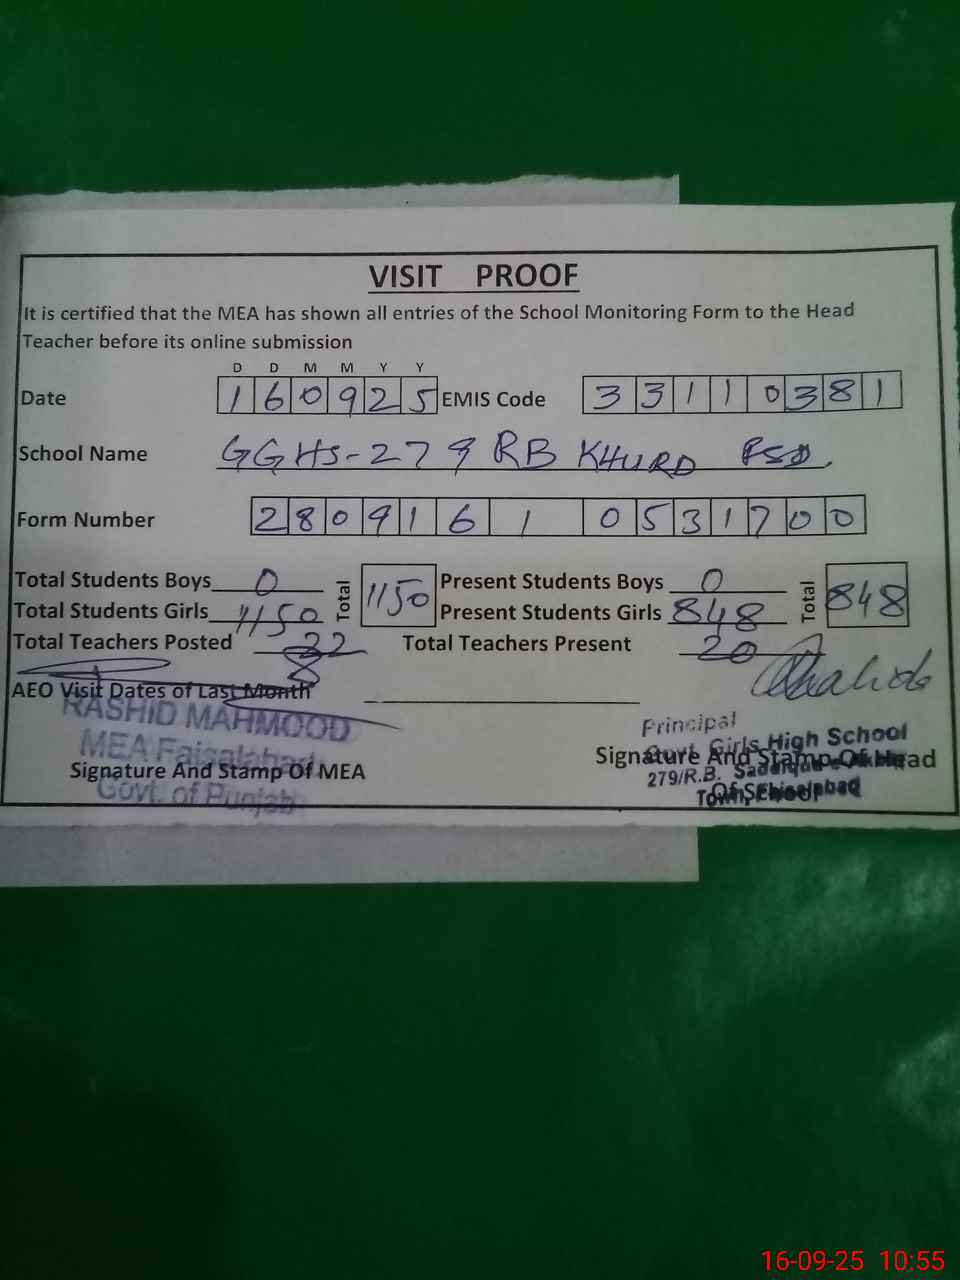 VISIT PROOF
It is certified that the MEA has shown all entries of the School Monitoring Form to the Head
Teacher before its online submission
D D M M Y Y
Date 1 6 0 9 2 5 EMIS Code 3 3 1 1 0 3 8 1
School Name GGHS-279 RB KHURD FSD.
Form Number 2 8 0 9 1 6 1 0 5 3 1 7 0 0
Total Students Boys 0 Total 1150 Present Students Boys 0 Total 848
Total Students Girls 1150 Present Students Girls 848
Total Teachers Posted 22 Total Teachers Present 20
AEO Visit Dates of Last Month
RASHID MAHMOOD
MEA Faisalabad
Govt. of Punjab
Signature And Stamp Of MEA
Principal
Govt. Girls High School
279/R.B.
Town, Faisalabad
Signature And Stamp Of Head
Of School
16-09-25 10:55